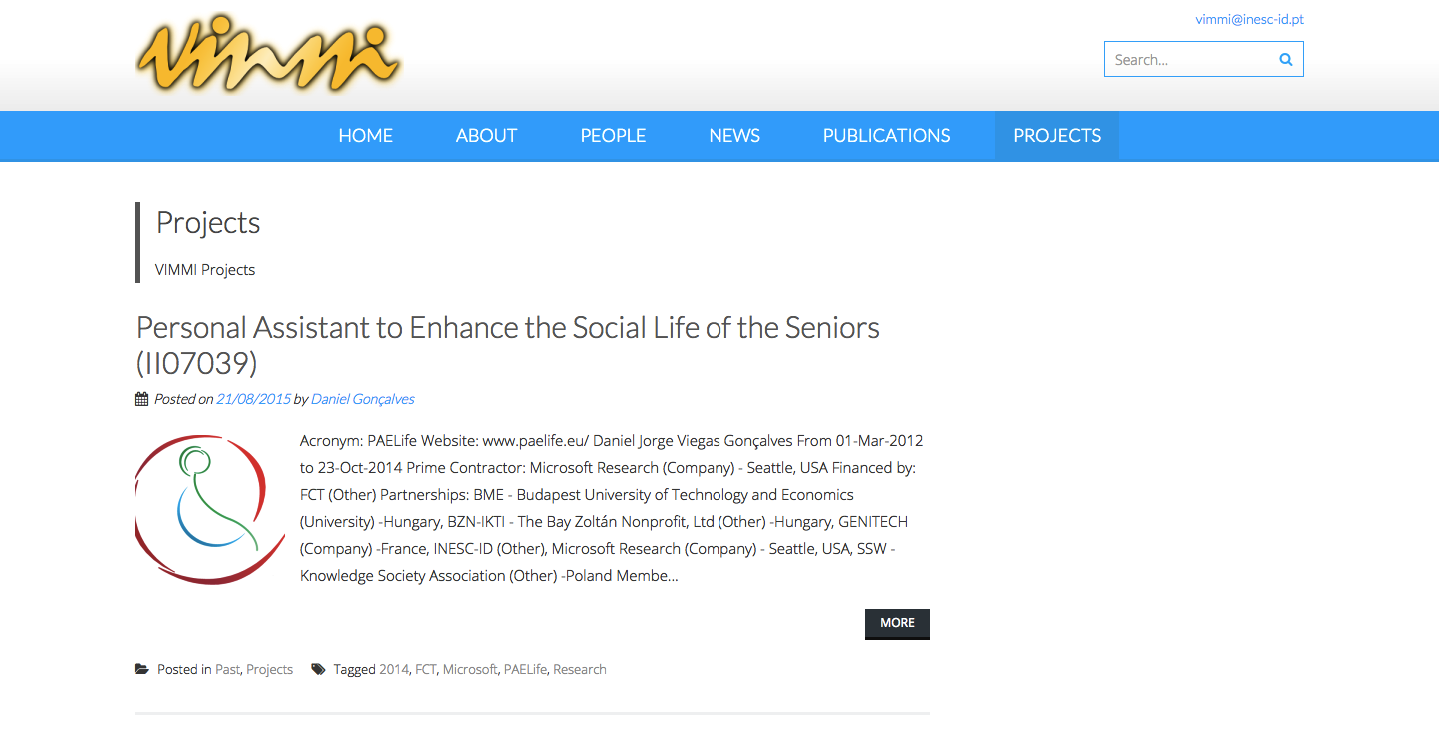 vimmi
vimmi@inesc-id.pt
Search...
HOME ABOUT PEOPLE NEWS PUBLICATIONS PROJECTS
Projects
VIMMI Projects
Personal Assistant to Enhance the Social Life of the Seniors
(II07039)
Posted on 21/08/2015 by Daniel Gonçalves
Acronym: PAELife Website: www.paelife.eu/ Daniel Jorge Viegas Gonçalves From 01-Mar-2012
to 23-Oct-2014 Prime Contractor: Microsoft Research (Company) - Seattle, USA Financed by:
FCT (Other) Partnerships: BME - Budapest University of Technology and Economics
(University) -Hungary, BZN-IKTI - The Bay Zoltán Nonprofit, Ltd (Other) -Hungary, GENITECH
(Company) -France, INESC-ID (Other), Microsoft Research (Company) - Seattle, USA, SSW -
Knowledge Society Association (Other) -Poland Membe...
MORE
Posted in Past, Projects Tagged 2014, FCT, Microsoft, PAELife, Research